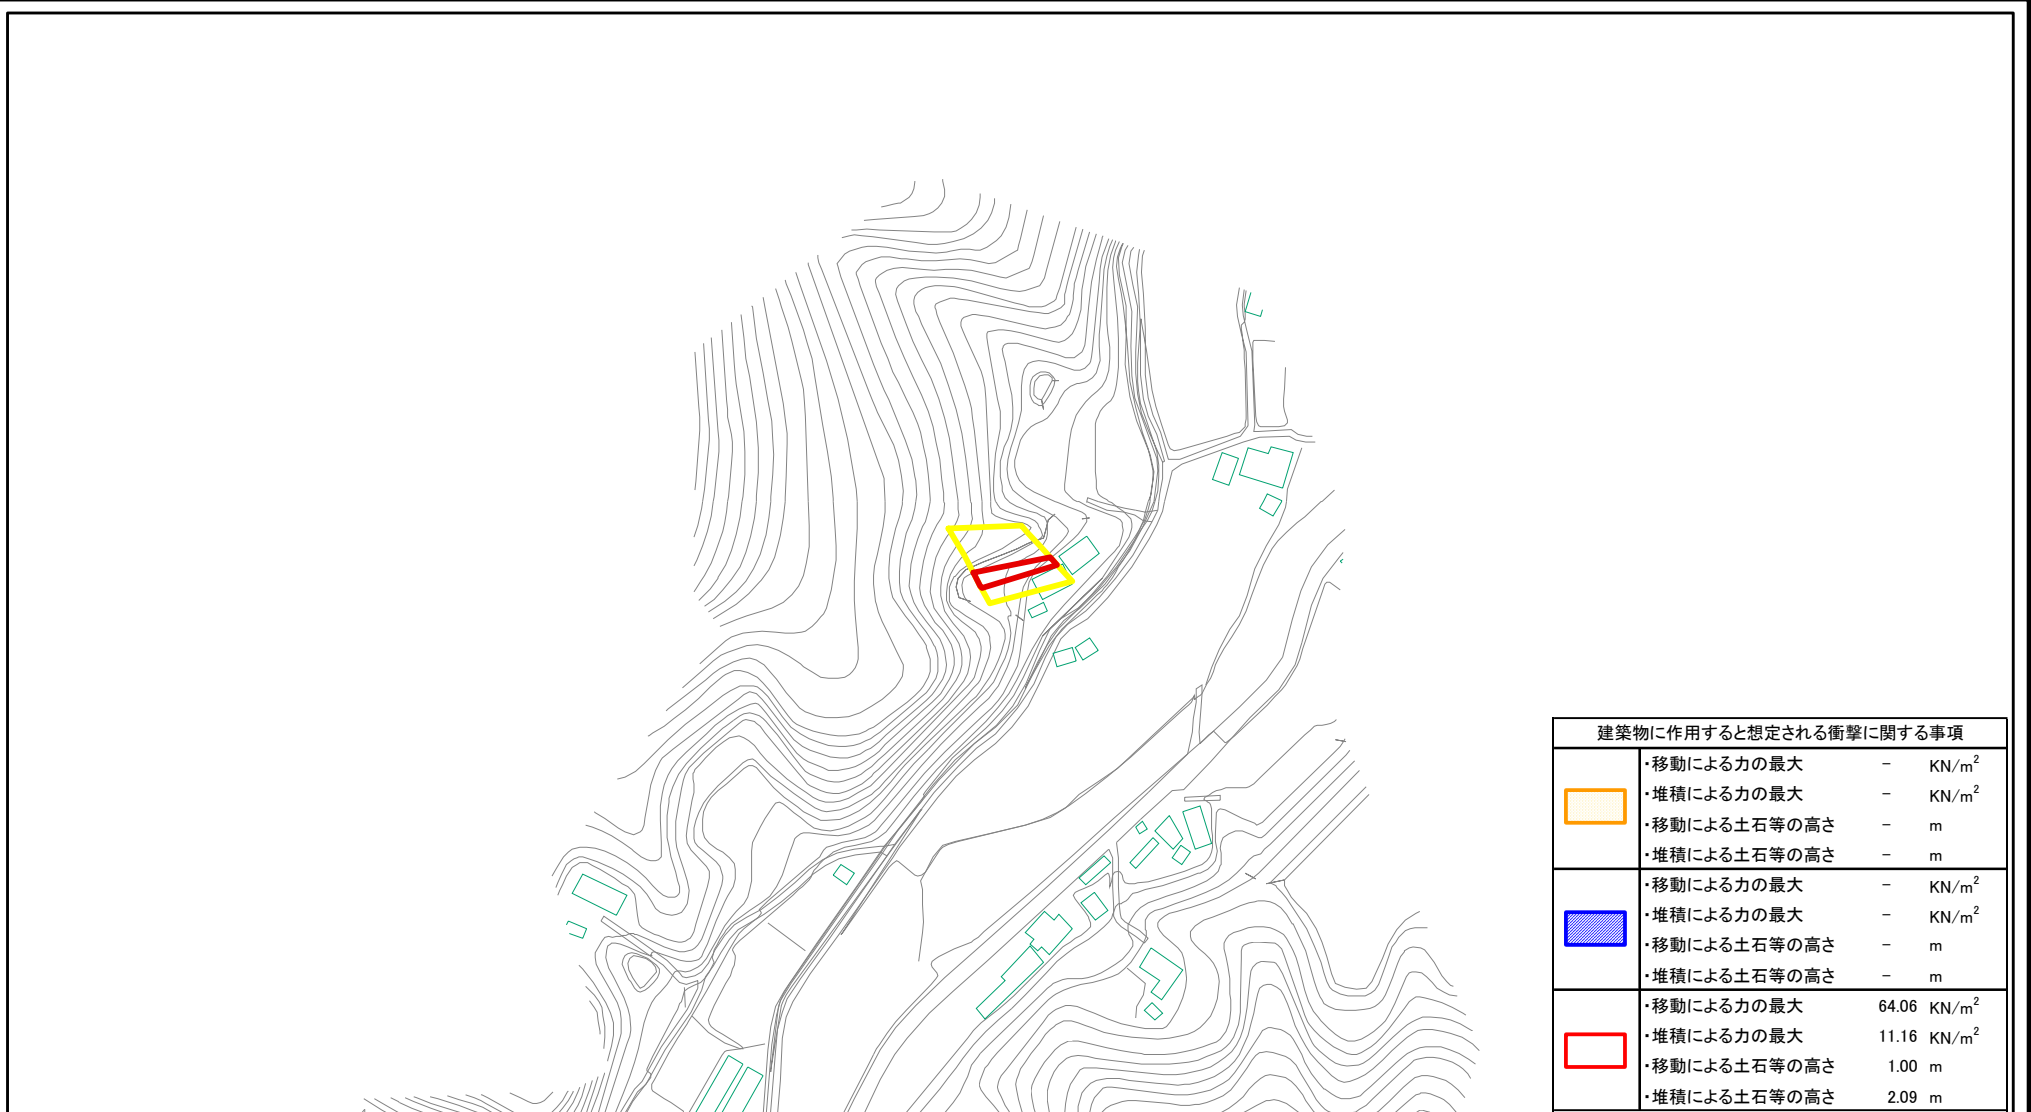 建築物に作用すると想定される衝撃に関する事項
・移動による力の最大 － KN/m²
・堆積による力の最大 － KN/m²
・移動による土石等の高さ － m
・堆積による土石等の高さ － m
・移動による力の最大 － KN/m²
・堆積による力の最大 － KN/m²
・移動による土石等の高さ － m
・堆積による土石等の高さ － m
・移動による力の最大 64.06 KN/m²
・堆積による力の最大 11.16 KN/m²
・移動による土石等の高さ 1.00 m
・堆積による土石等の高さ 2.09 m